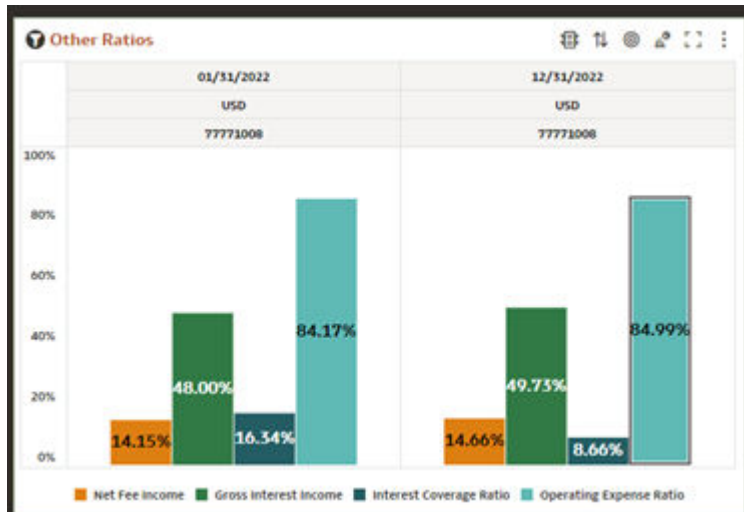 Other Ratios
01/31/2022 12/31/2022
USD USD
77771008 77771008
100%
80%
60%
40%
20%
0%
14.15% 48.00% 16.34% 84.17% 14.66% 49.73% 8.66% 84.99%
Net Fee Income Gross Interest Income Interest Coverage Ratio Operating Expense Ratio